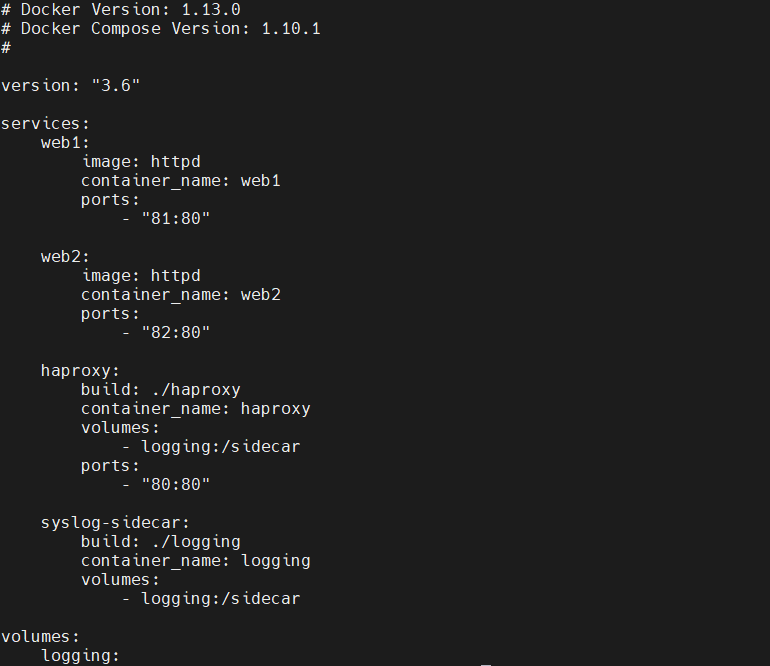 # Docker Version: 1.13.0
# Docker Compose Version: 1.10.1
#
version: "3.6"
services:
    web1:
        image: httpd
        container_name: web1
        ports:
            - "81:80"
    web2:
        image: httpd
        container_name: web2
        ports:
            - "82:80"
    haproxy:
        build: ./haproxy
        container_name: haproxy
        volumes:
            - logging:/sidecar
        ports:
            - "80:80"
    syslog-sidecar:
        build: ./logging
        container_name: logging
        volumes:
            - logging:/sidecar
volumes:
    logging: